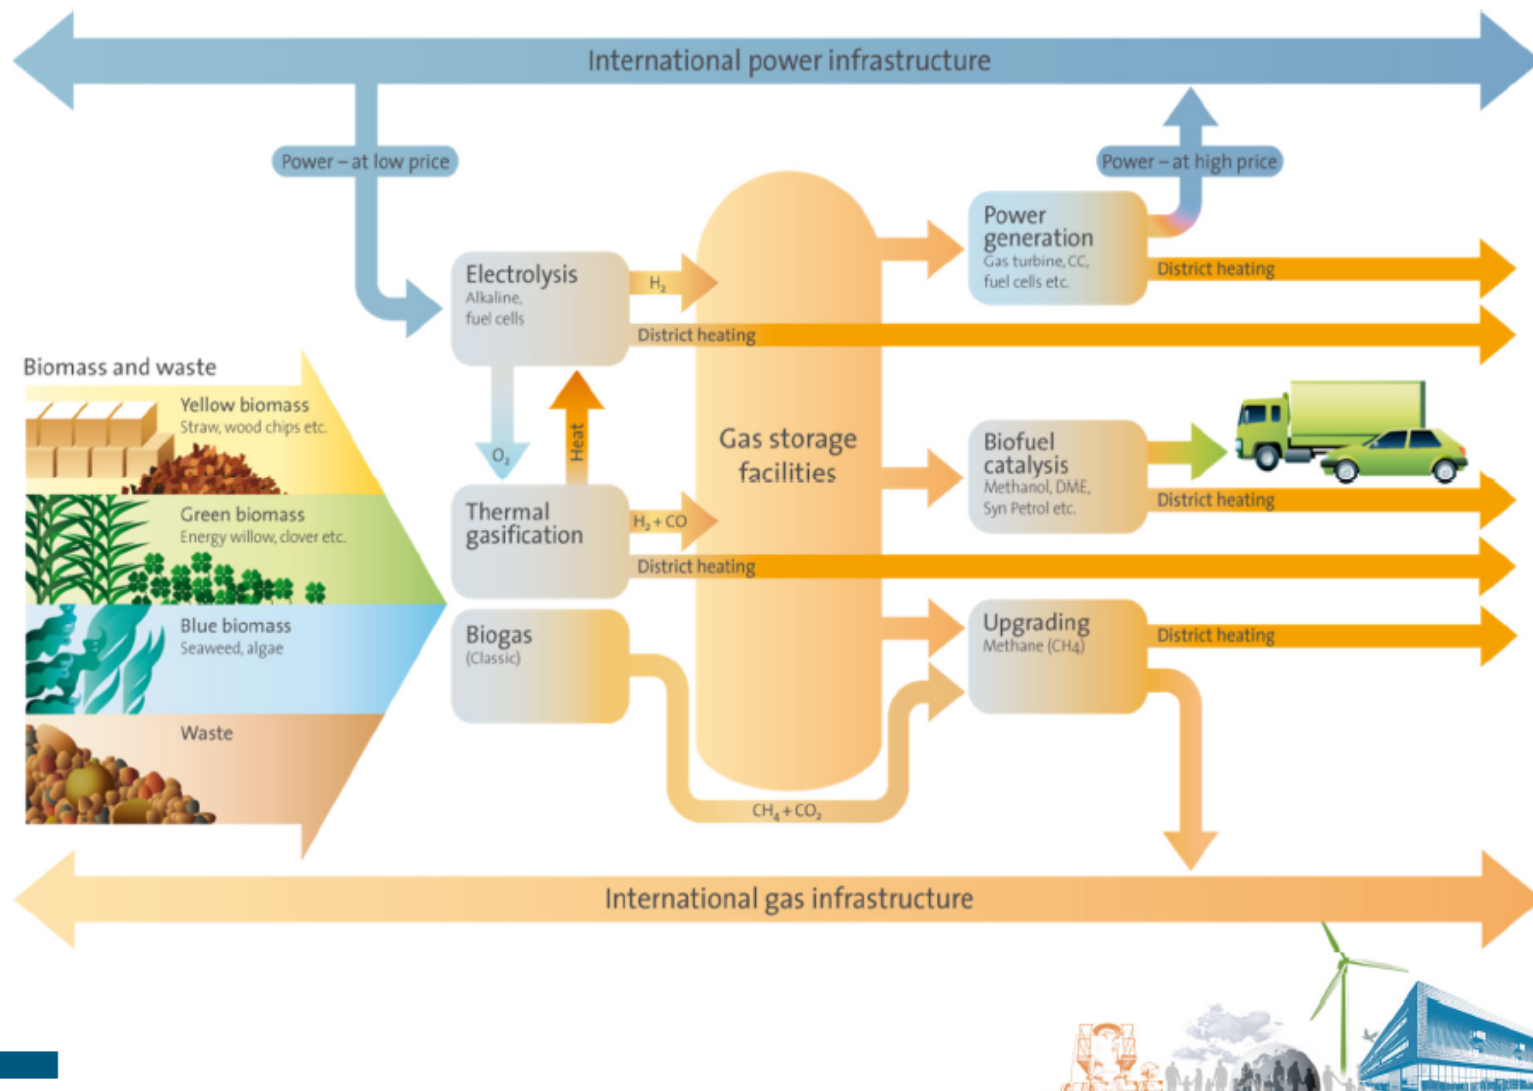 International power infrastructure
Power – at low price
Power – at high price
Power
generation
Gas turbine, CC,
fuel cells etc.
District heating
Electrolysis
Alkaline,
fuel cells
H₂
District heating
Biomass and waste
Yellow biomass
Straw, wood chips etc.
O₂
Heat
Gas storage
facilities
Biofuel
catalysis
Methanol, DME,
Syn Petrol etc.
District heating
Green biomass
Energy willow, clover etc.
Thermal
gasification
H₂ + CO
District heating
Blue biomass
Seaweed, algae
Biogas
(Classic)
Upgrading
Methane (CH4)
District heating
Waste
CH₄ + CO₂
International gas infrastructure